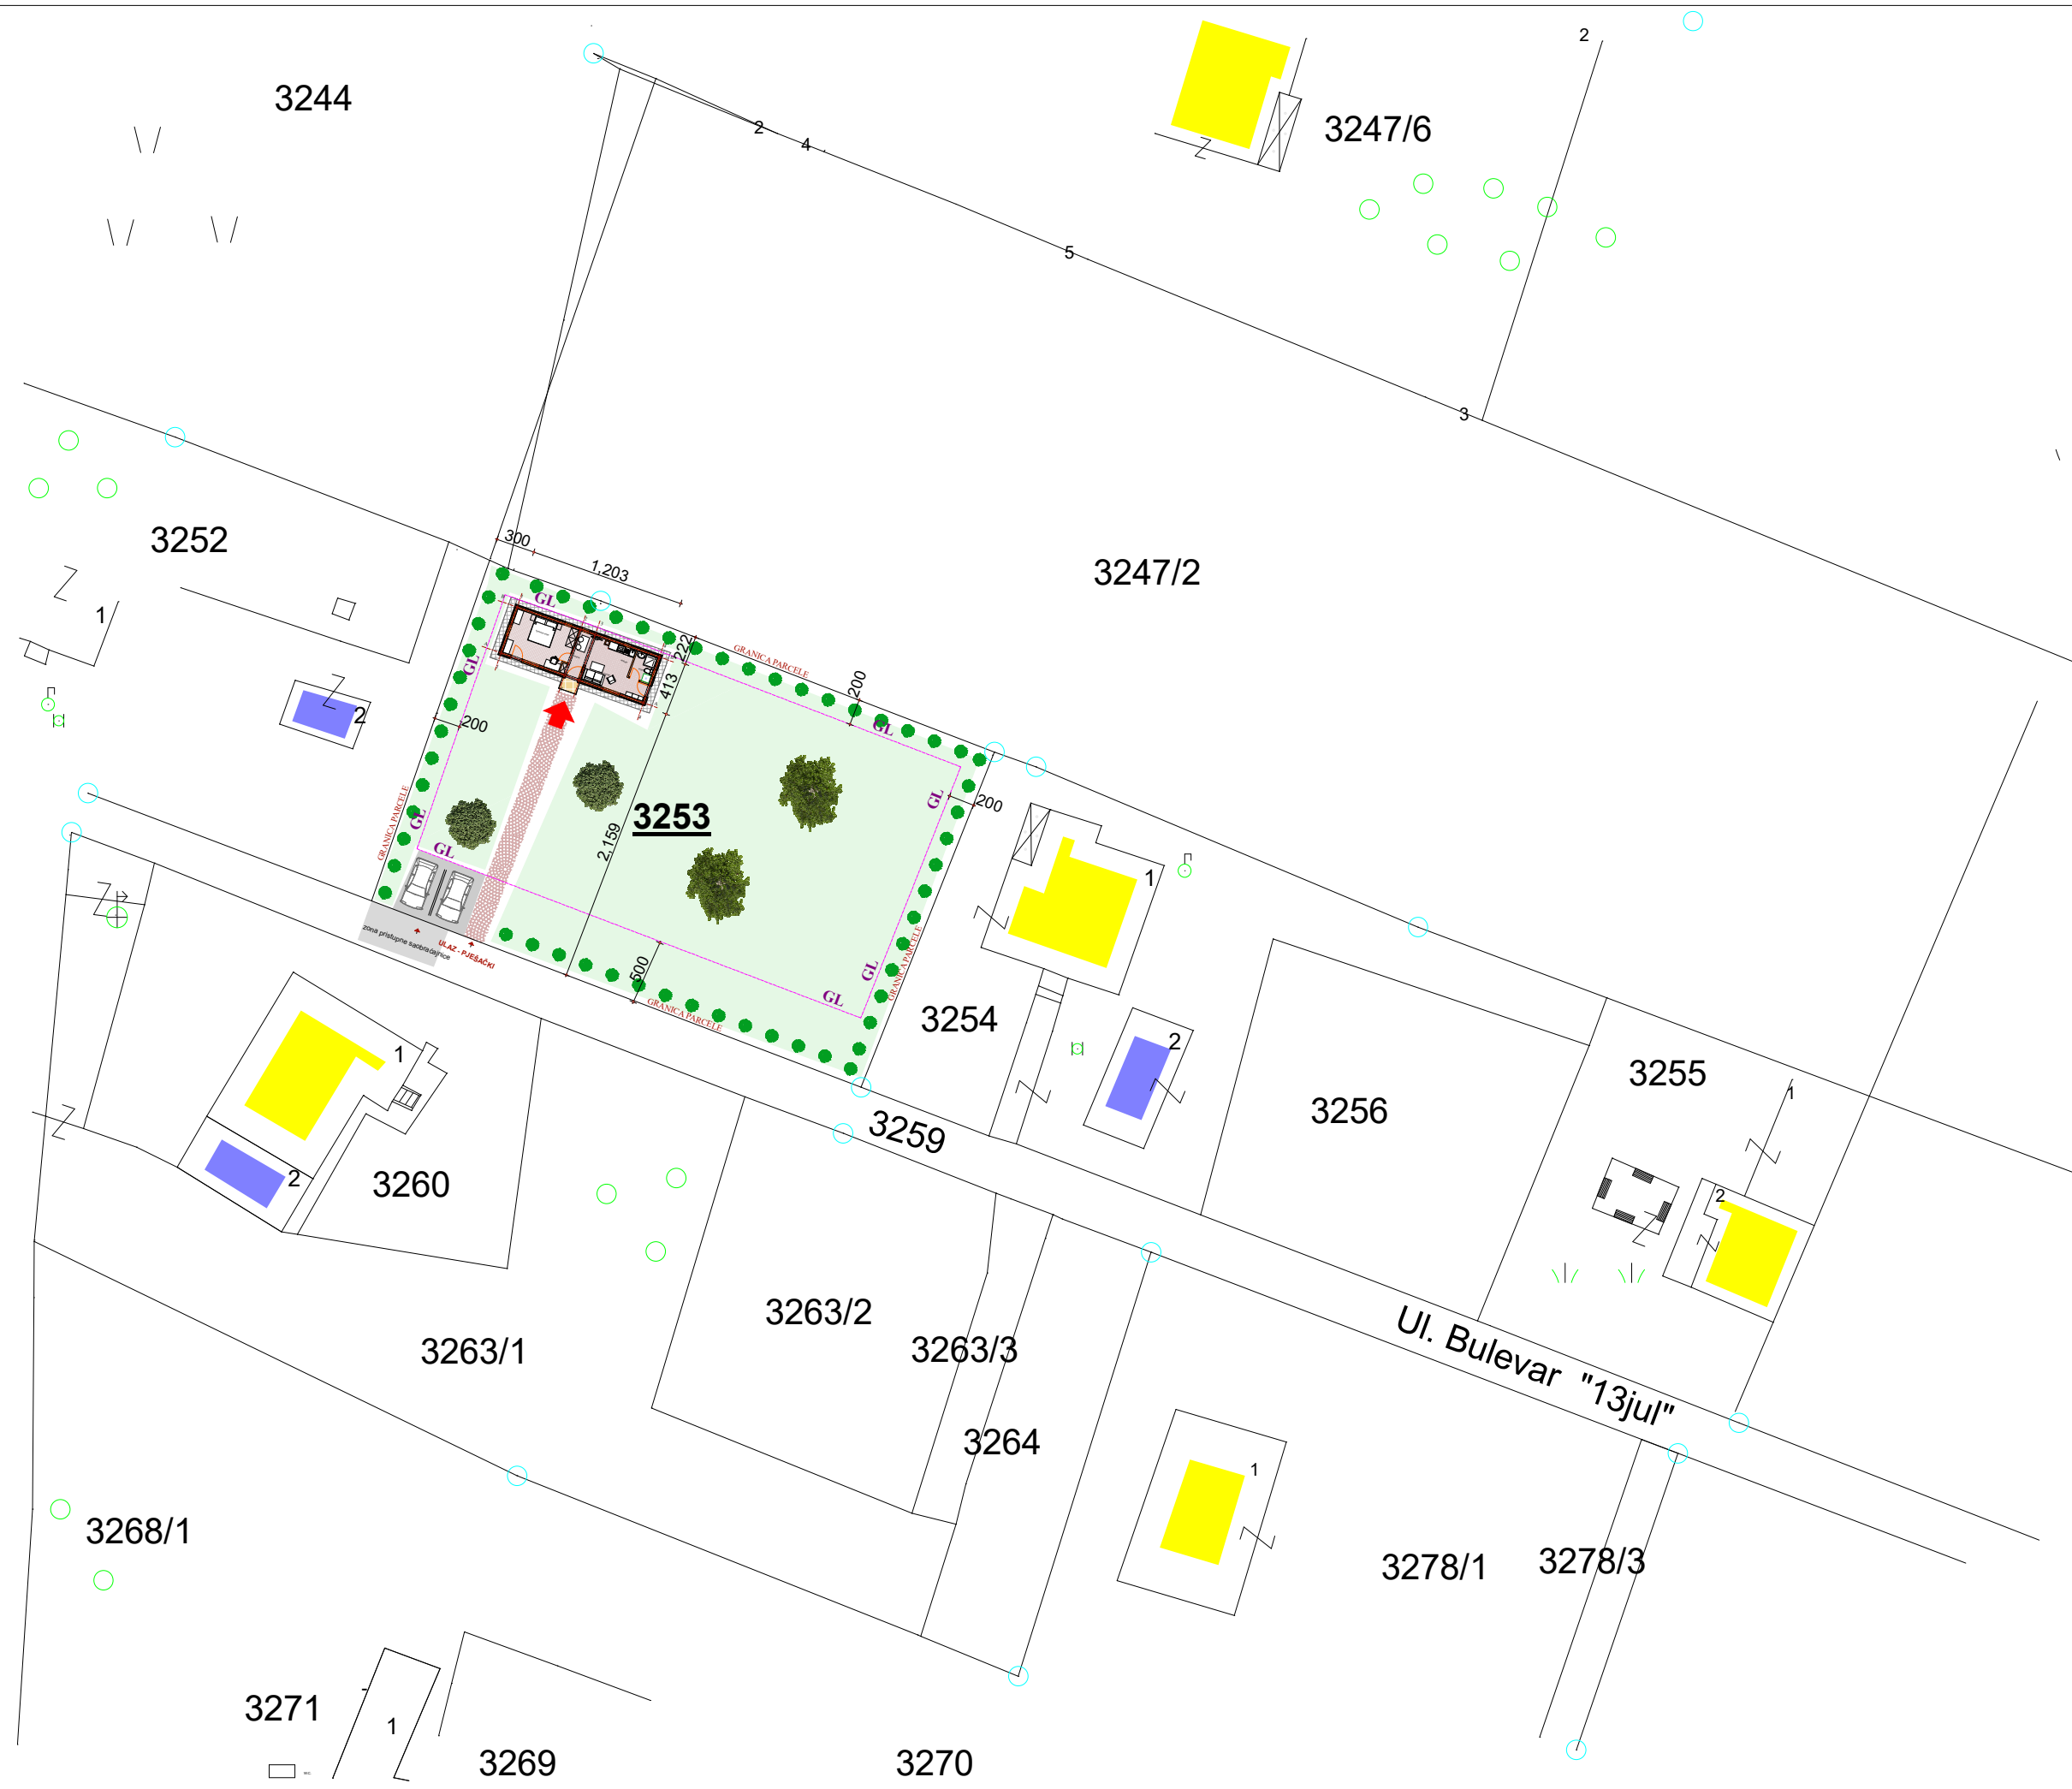 2
3244
3247/6
2
4
5
3
3252
300
1,203
3247/2
1
GL
222
GRANICA PARCELE
GL
413
200
2
200
GL
GL
200
GRANICA PARCELE
GL
3253
2,159
GL
1
zona pristupne saobraćajnice
ULAZ - PJEŠAČKI
500
GL
GL
GRANICA PARCELE
GRANICA PARCELE
3254
2
1
3255
1
3256
3259
3260
2
2
3263/2
3263/1
3263/3
Ul. Bulevar "13jul"
3264
1
3268/1
3278/1
3278/3
3271
1
3269
3270